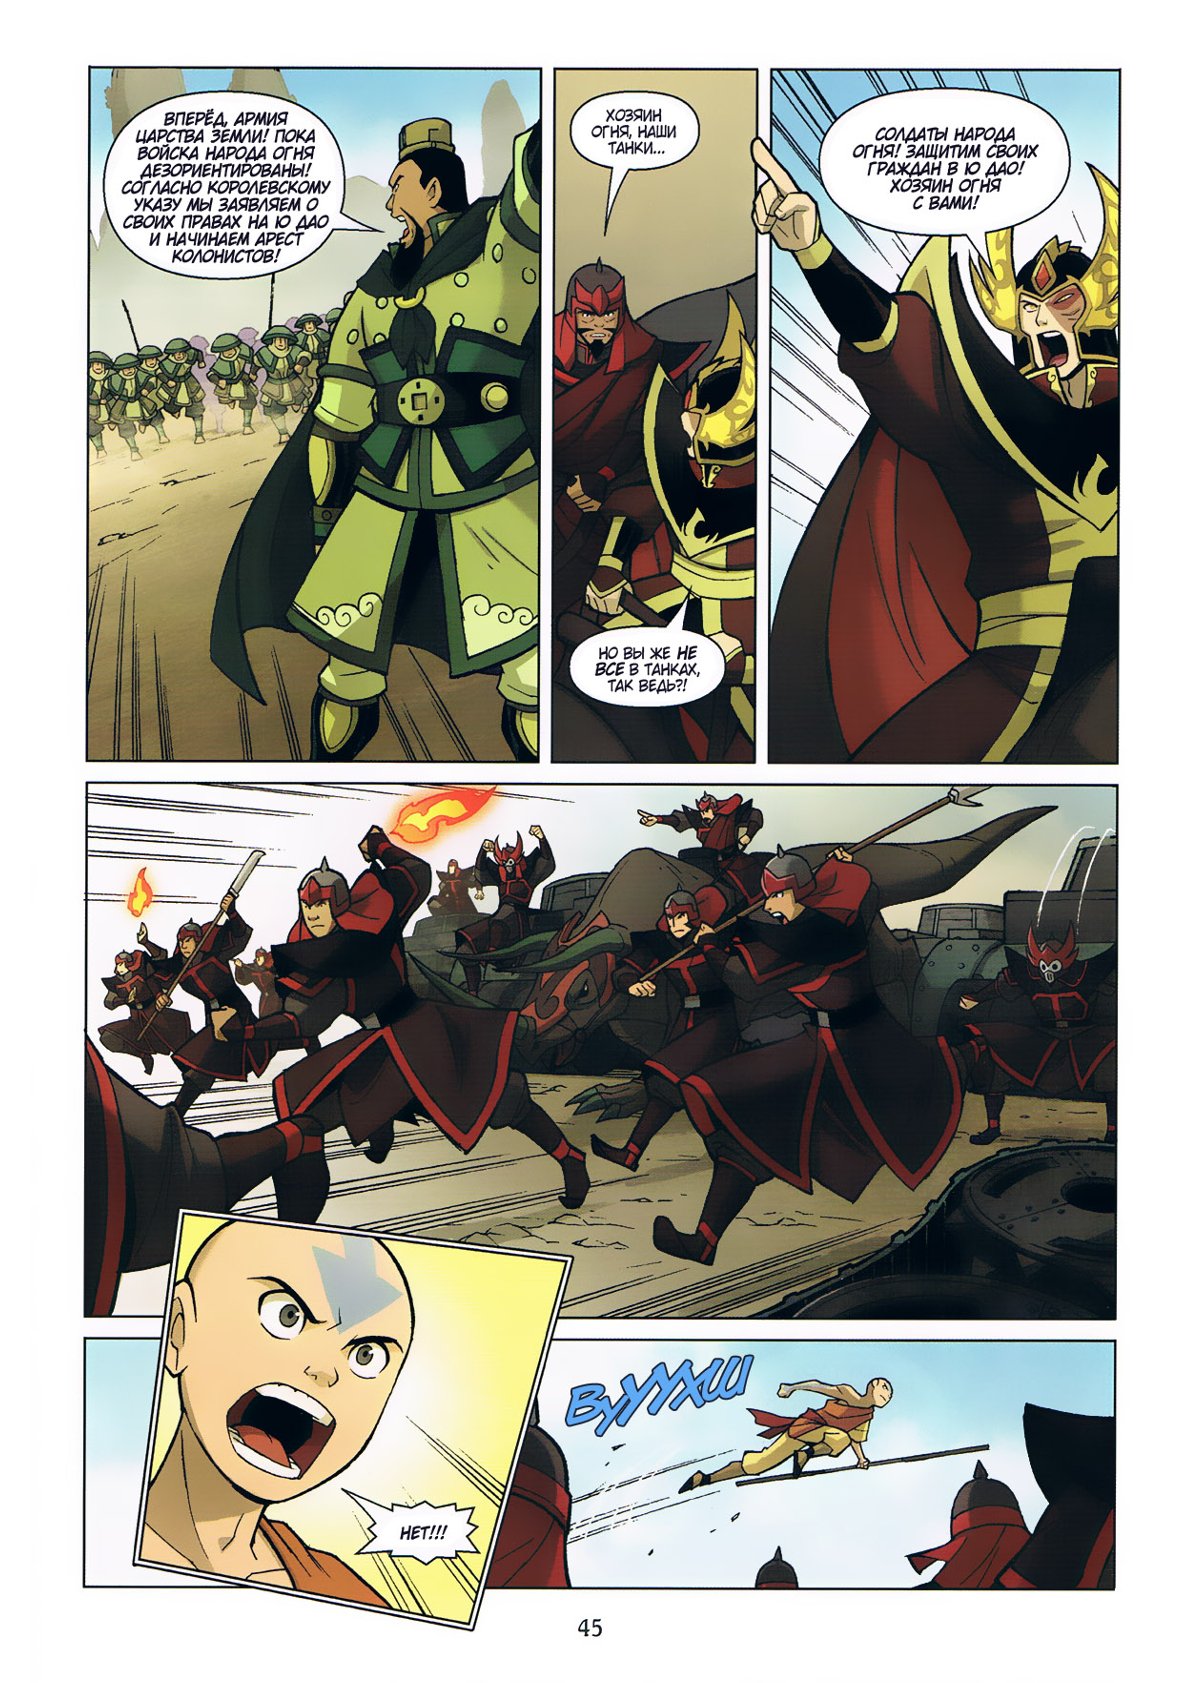 ВПЕРЁД, АРМИЯ
ЦАРСТВА ЗЕМЛИ! ПОКА
ВОЙСКА НАРОДА ОГНЯ
ДЕЗОРИЕНТИРОВАНЫ!
СОГЛАСНО КОРОЛЕВСКОМУ
УКАЗУ МЫ ЗАЯВЛЯЕМ О
СВОИХ ПРАВАХ НА Ю ДАО
И НАЧИНАЕМ АРЕСТ
КОЛОНИСТОВ!
ХОЗЯИН
ОГНЯ, НАШИ
ТАНКИ...
НО ВЫ ЖЕ НЕ
ВСЕ В ТАНКАХ,
ТАК ВЕДЬ?!
СОЛДАТЫ НАРОДА
ОГНЯ! ЗАЩИТИМ СВОИХ
ГРАЖДАН В Ю ДАО!
ХОЗЯИН ОГНЯ
С ВАМИ!
НЕТ!!!
ВУУУХШ
45